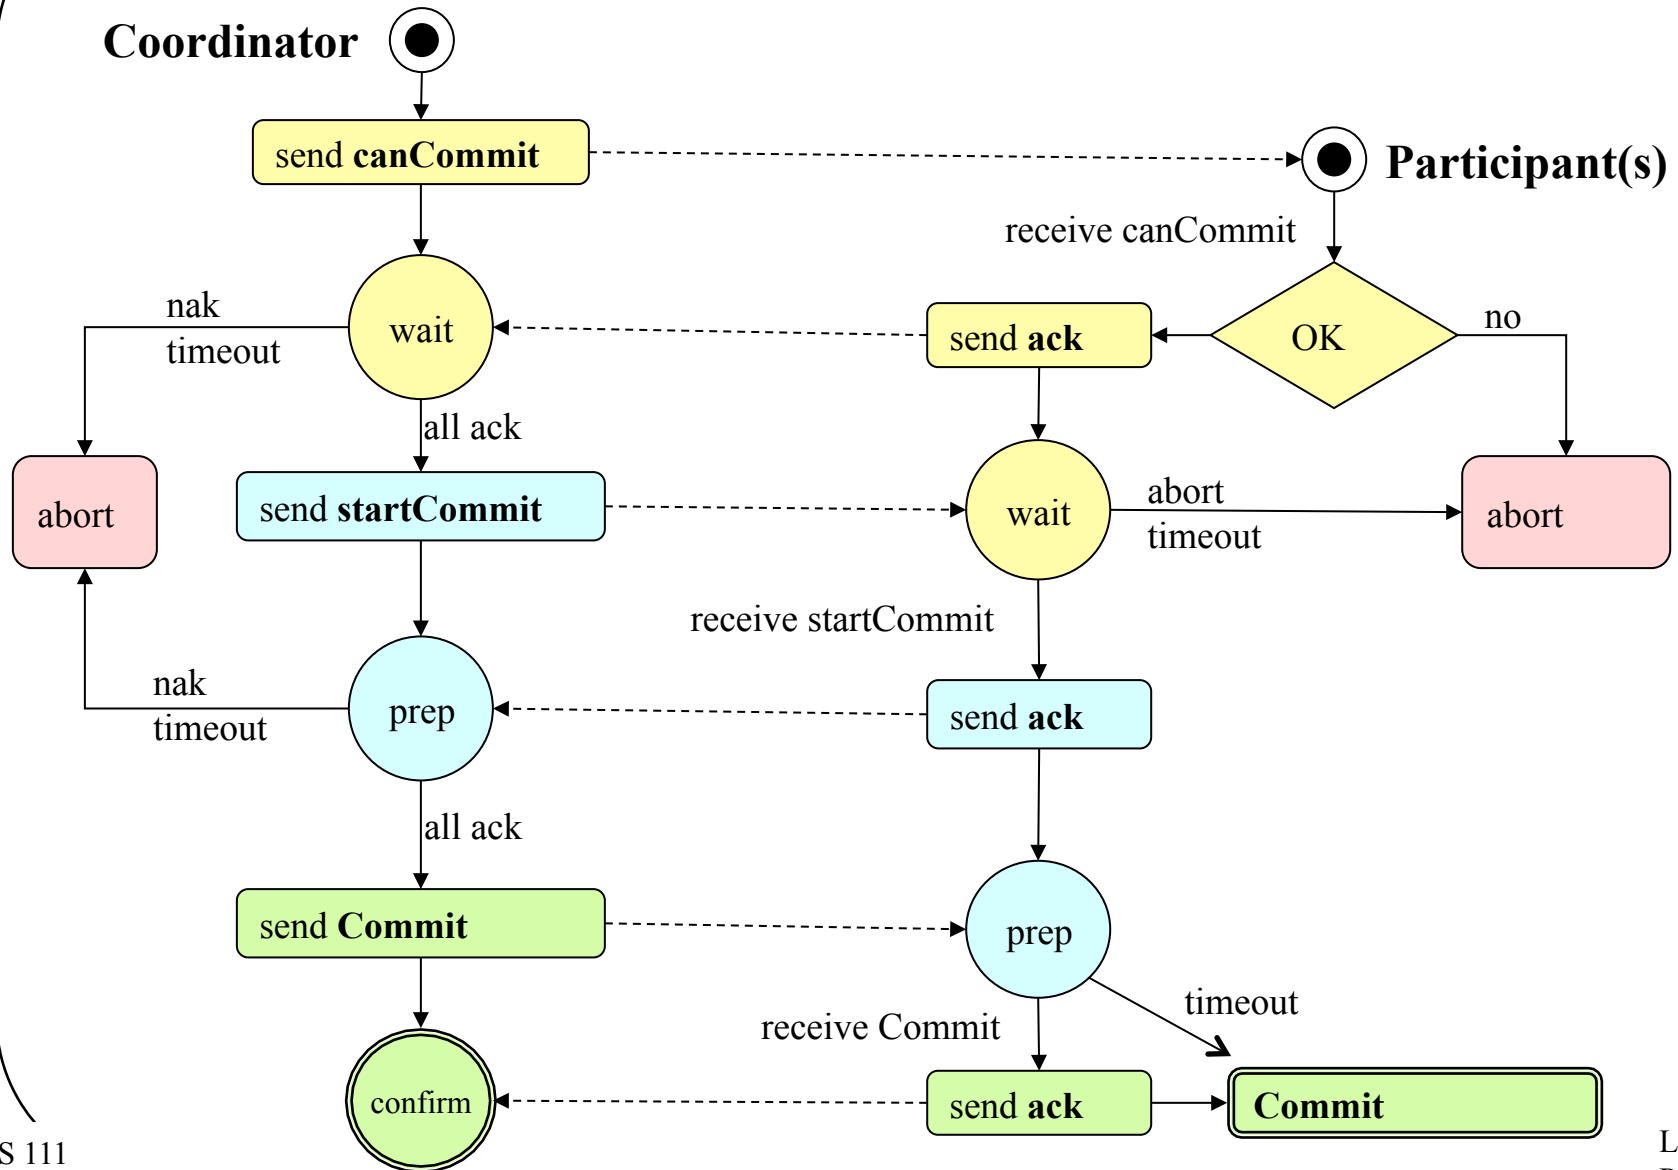 Coordinator
send canCommit
Participant(s)
receive canCommit
nak
timeout
wait
send ack
OK
no
all ack
abort
send startCommit
wait
abort
timeout
abort
receive startCommit
nak
timeout
prep
send ack
all ack
send Commit
prep
timeout
receive Commit
confirm
send ack
Commit
S 111
L